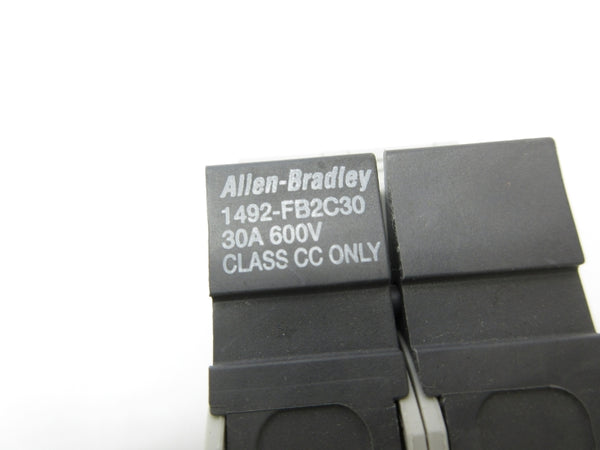 Allen-Bradley
1492-FB2C30
30A 600V
CLASS CC ONLY